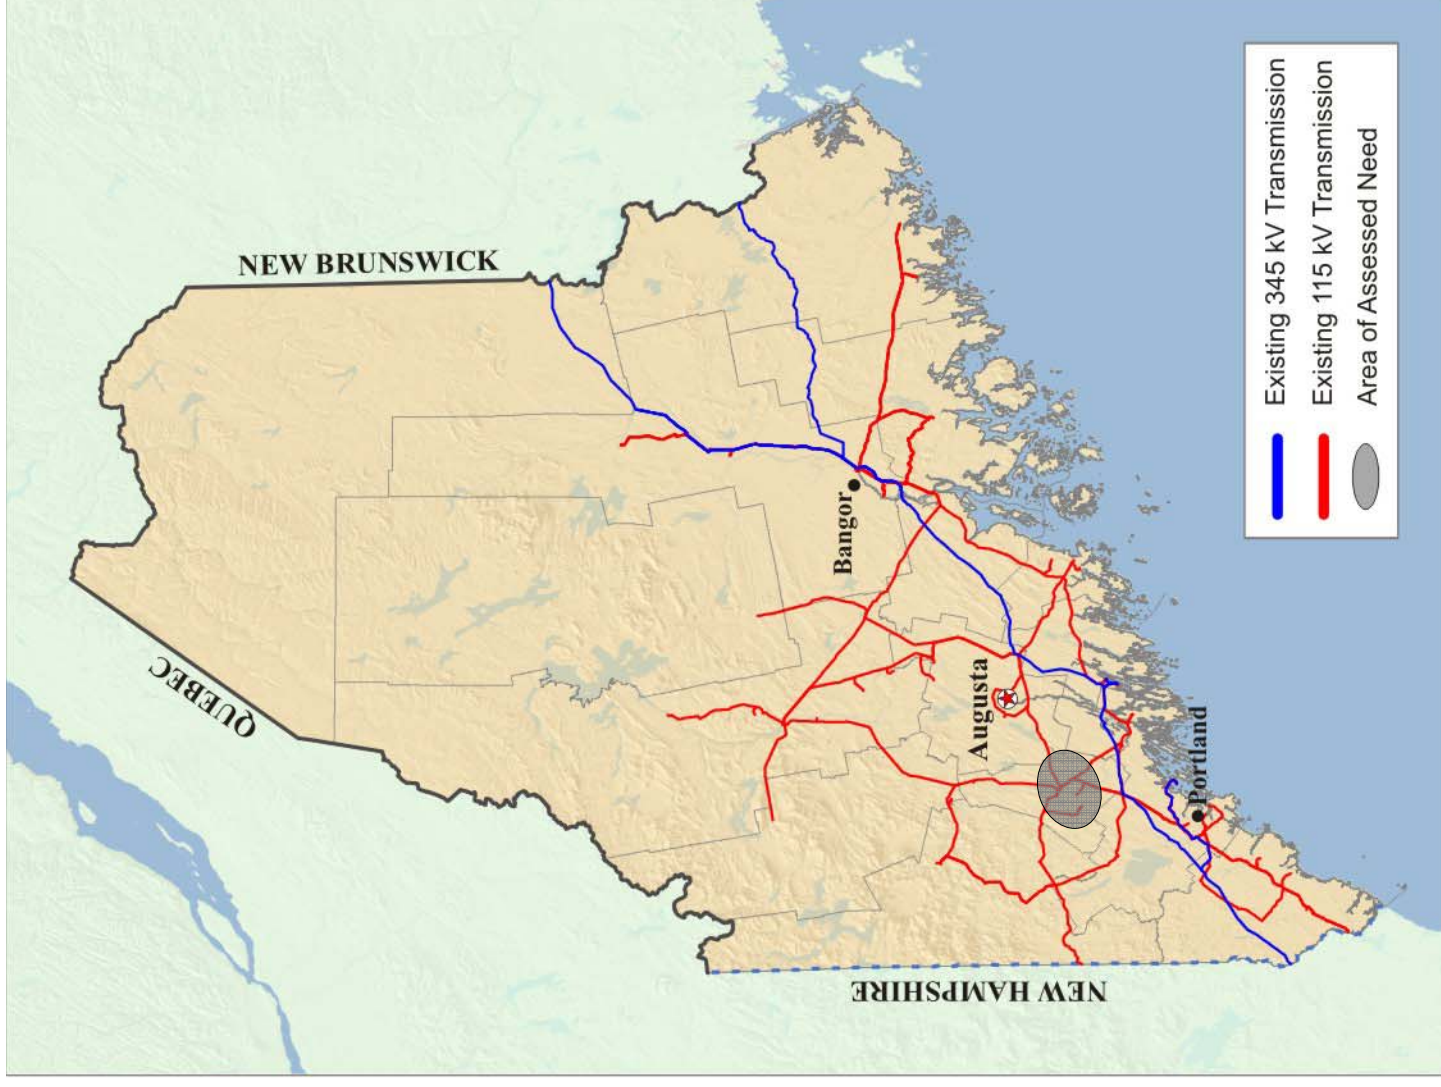 NEW BRUNSWICK
QUEBEC
NEW HAMPSHIRE
Bangor
Augusta
Portland
Existing 345 kV Transmission
Existing 115 kV Transmission
Area of Assessed Need